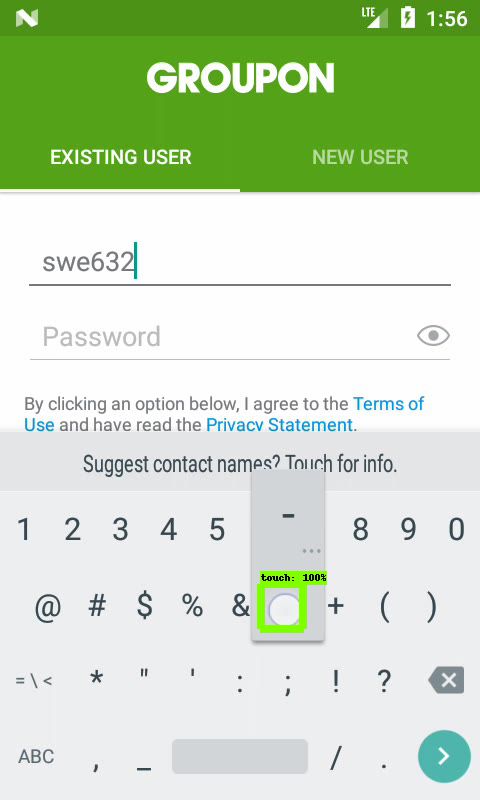 LTE 1:56
GROUPON
EXISTING USER NEW USER
swe632
Password
By clicking an option below, I agree to the Terms of
Use and have read the Privacy Statement.
Suggest contact names? Touch for info.
1 2 3 4 5 8 9 0
-
...
touch: 100%
@ # $ % & + ( )
= \ < * " ' : ; ! ?
ABC , _ / .